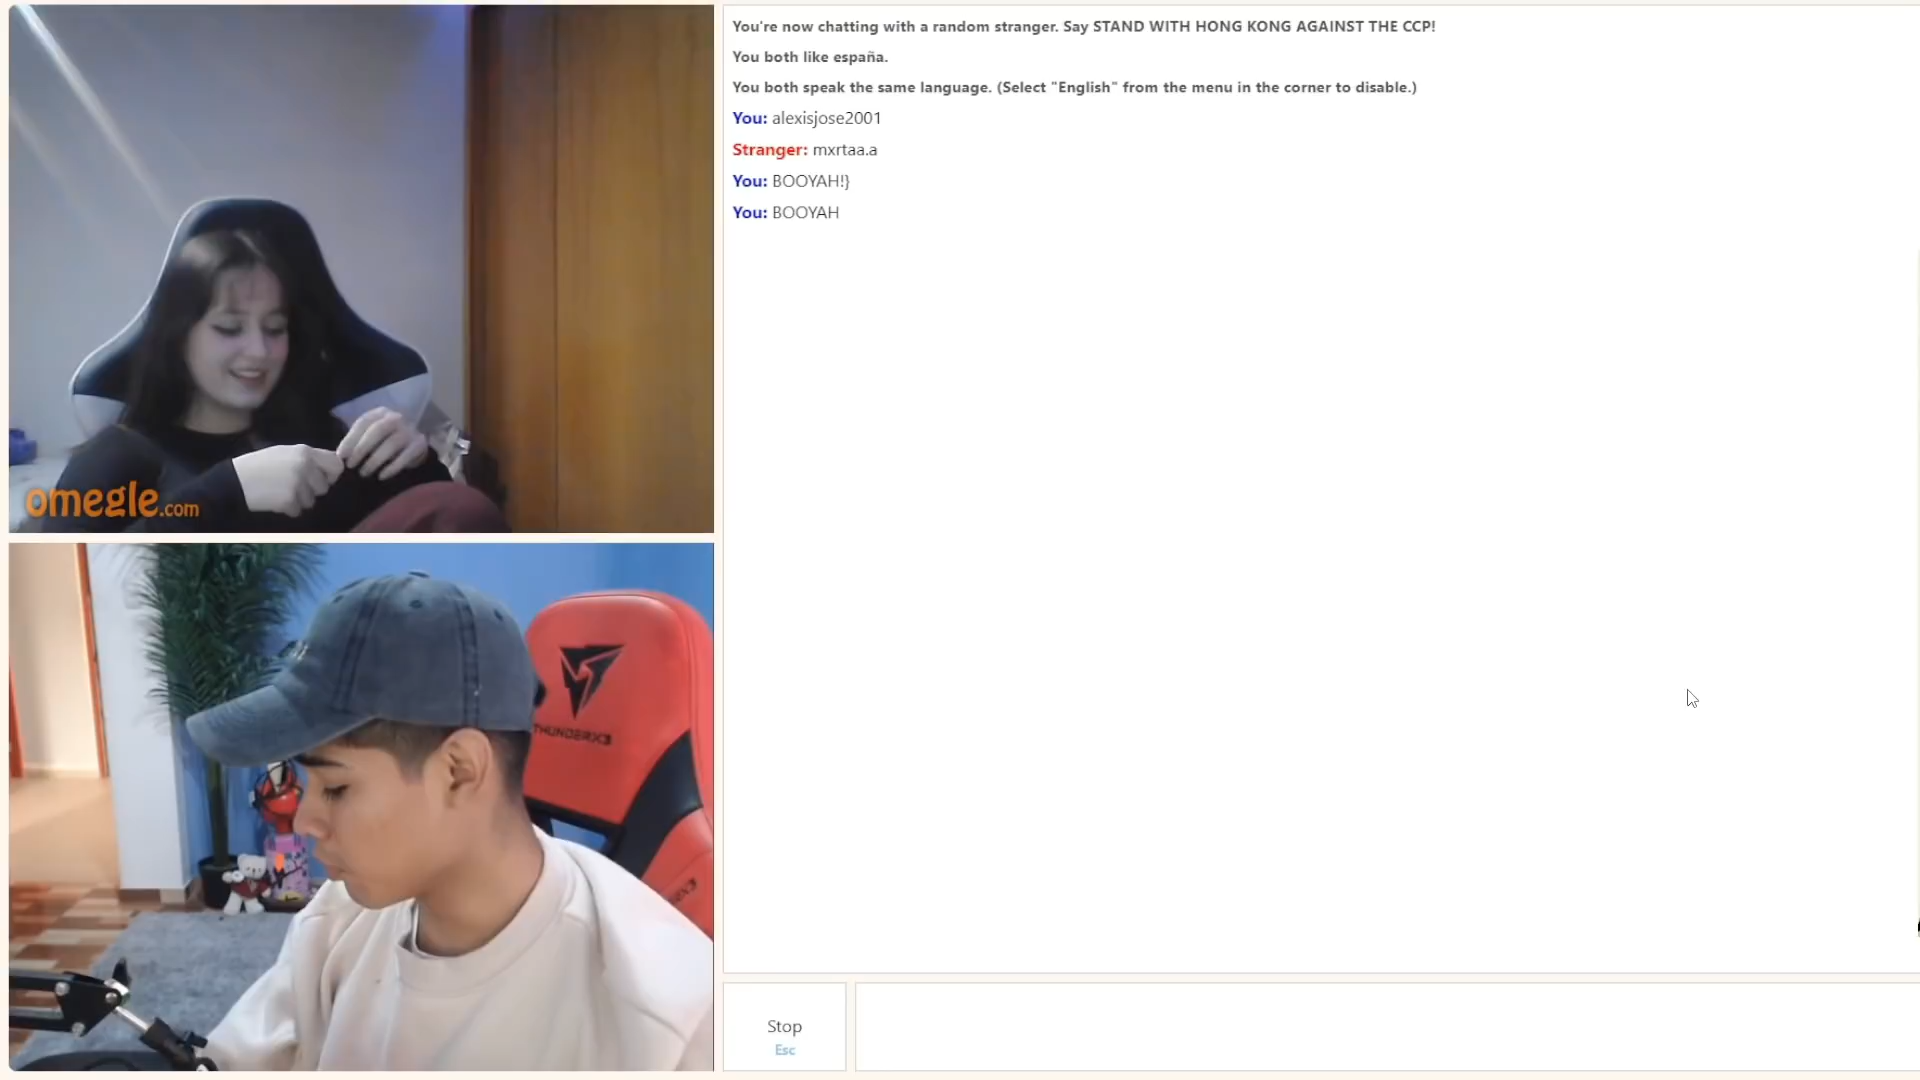 You're now chatting with a random stranger. Say STAND WITH HONG KONG AGAINST THE CCP!
You both like españa.
You both speak the same language. (Select "English" from the menu in the corner to disable.)
You: alexisjose2001
Stranger: mxrtaa.a
You: BOOYAH!}
You: BOOYAH
omegle.com
THUNDERX3
Stop
Esc